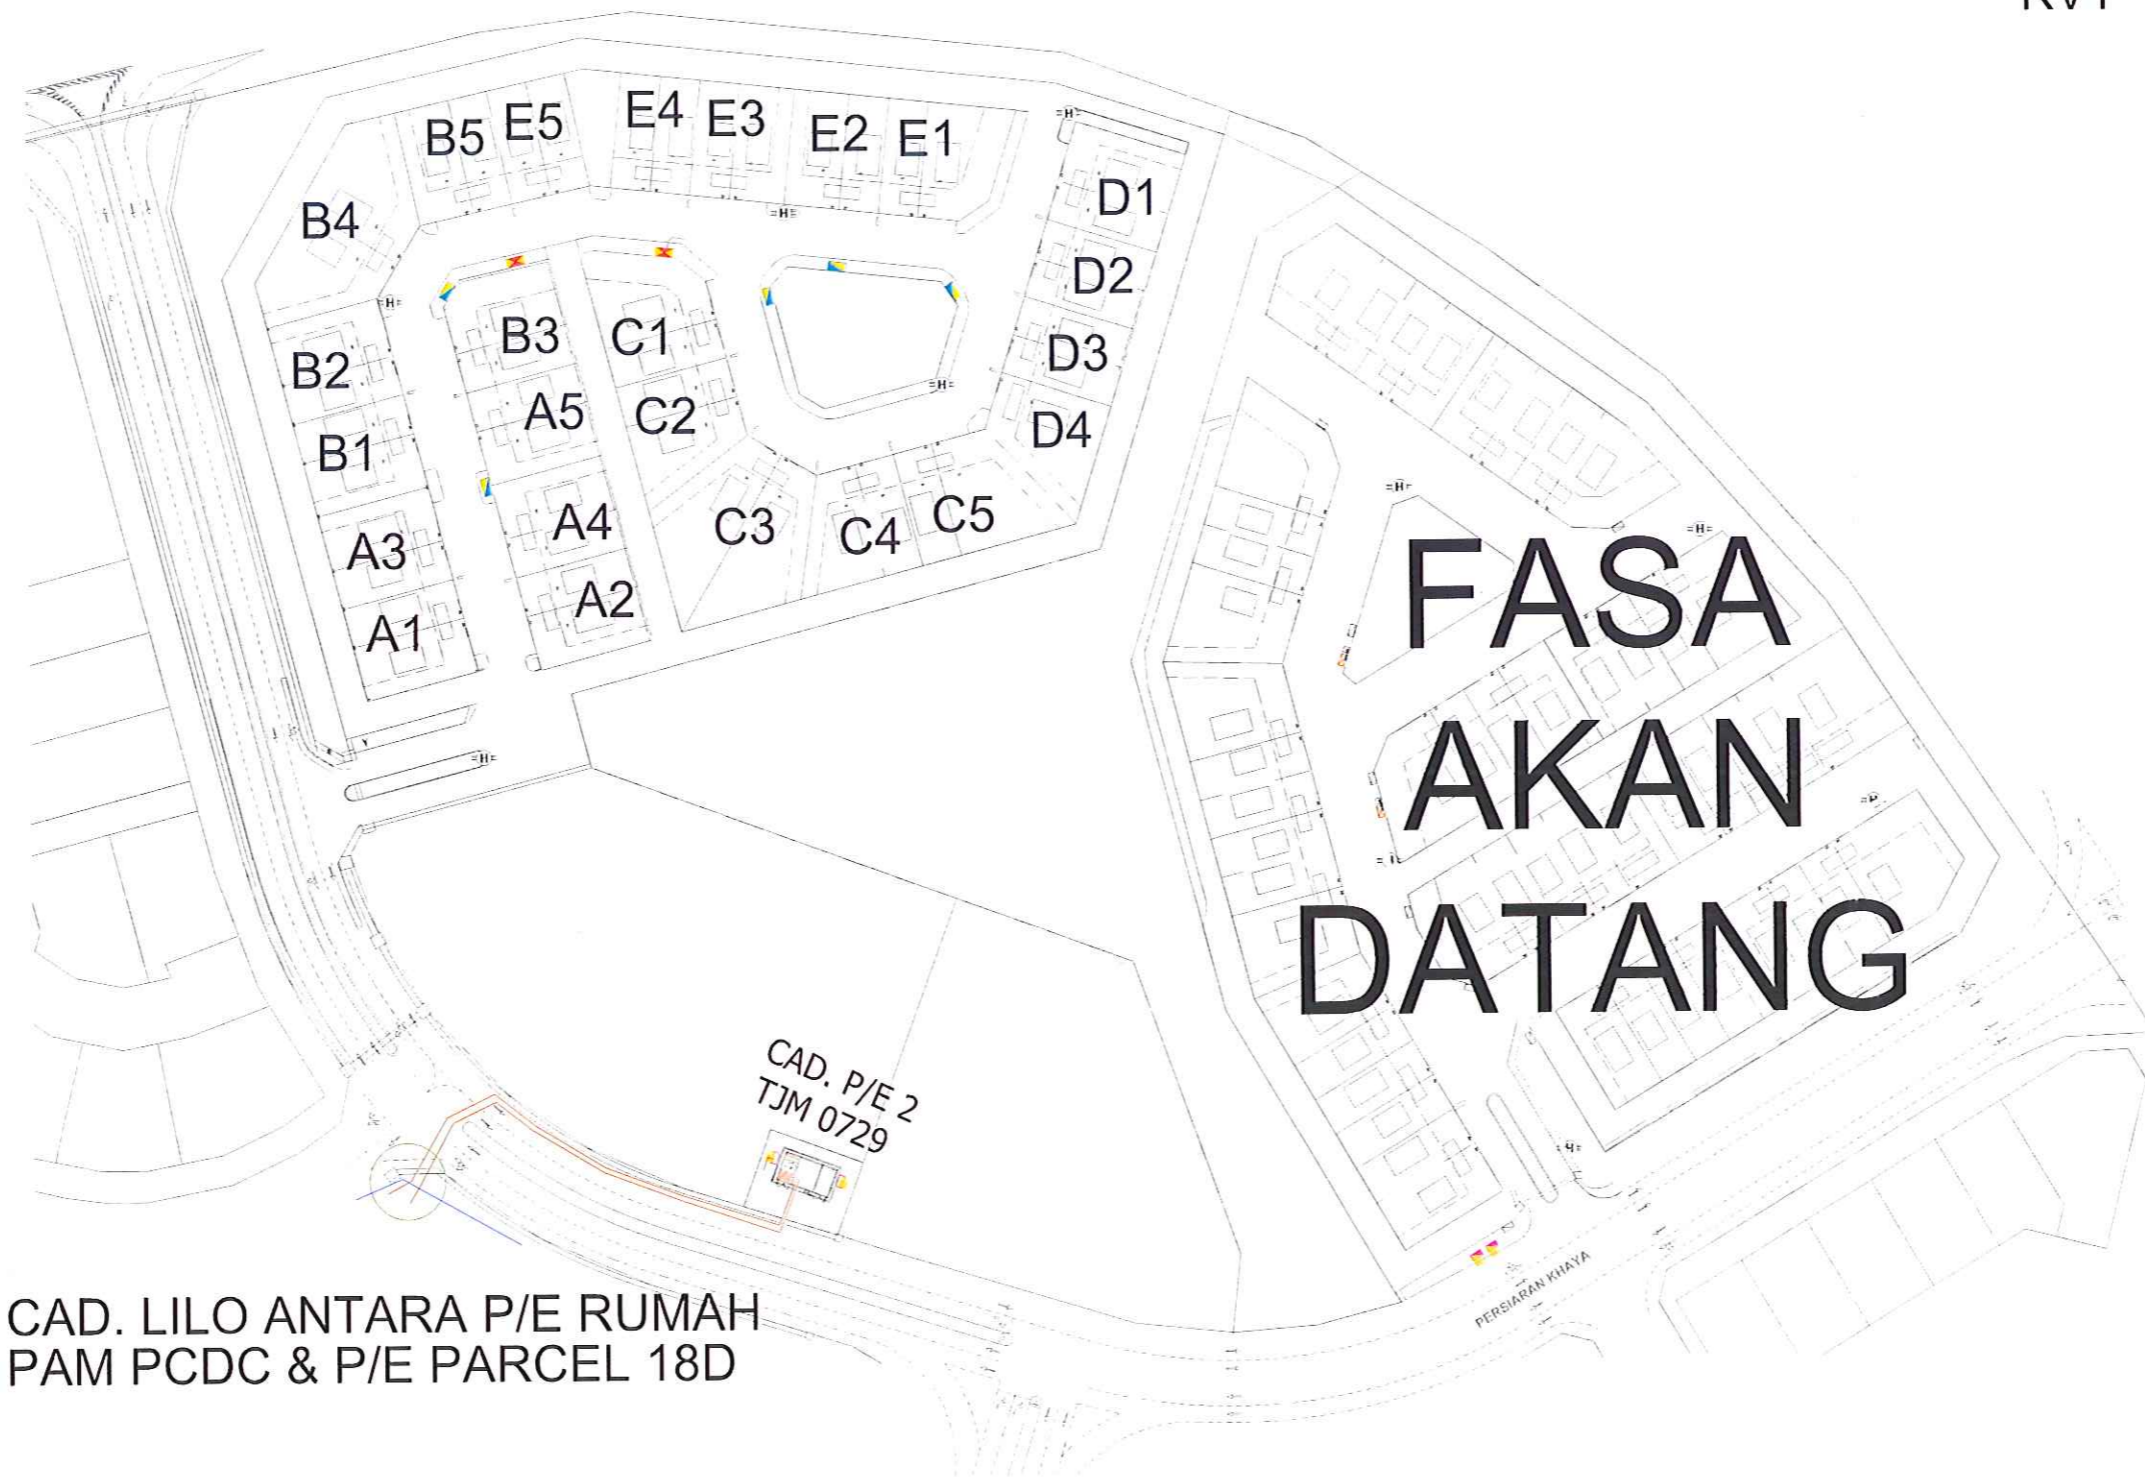 B5 E5 E4 E3 E2 E1
B4
D1
D2
B3 C1
B2
D3
A5 C2
B1
D4
A4 C3 C4 C5
A3
A2
A1
FASA
AKAN
DATANG
CAD. P/E 2
TJM 0729
PERSIARAN KHAYA
CAD. LILO ANTARA P/E RUMAH
PAM PCDC & P/E PARCEL 18D